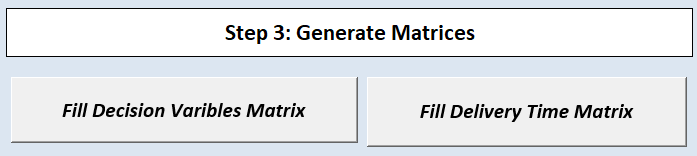 Step 3: Generate Matrices
Fill Decision Varibles Matrix
Fill Delivery Time Matrix